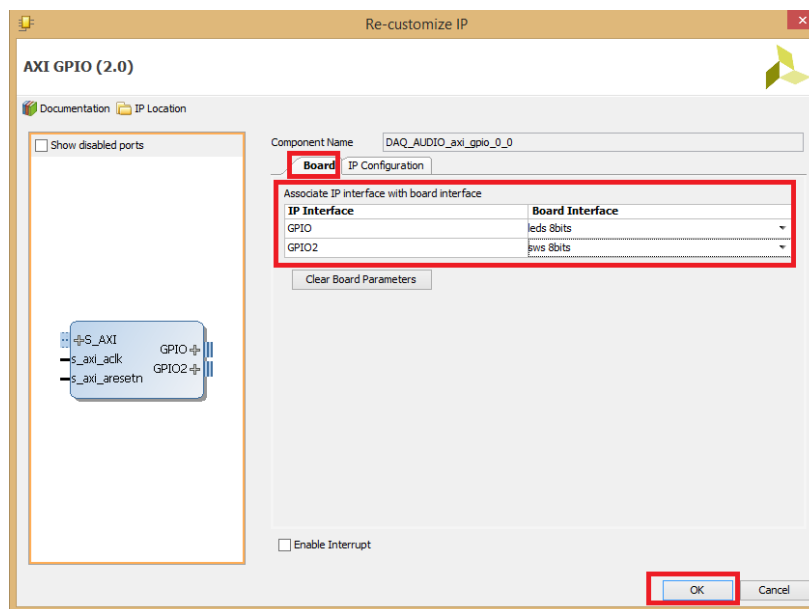 Re-customize IP
AXI GPIO (2.0)
Documentation IP Location
Show disabled ports
S_AXI
s_axi_aclk
s_axi_aresetn
GPIO
GPIO2
Component Name DAQ_AUDIO_axi_gpio_0_0
Board IP Configuration
Associate IP interface with board interface
IP Interface Board Interface
GPIO leds 8bits
GPIO2 sws 8bits
Clear Board Parameters
Enable Interrupt
OK Cancel